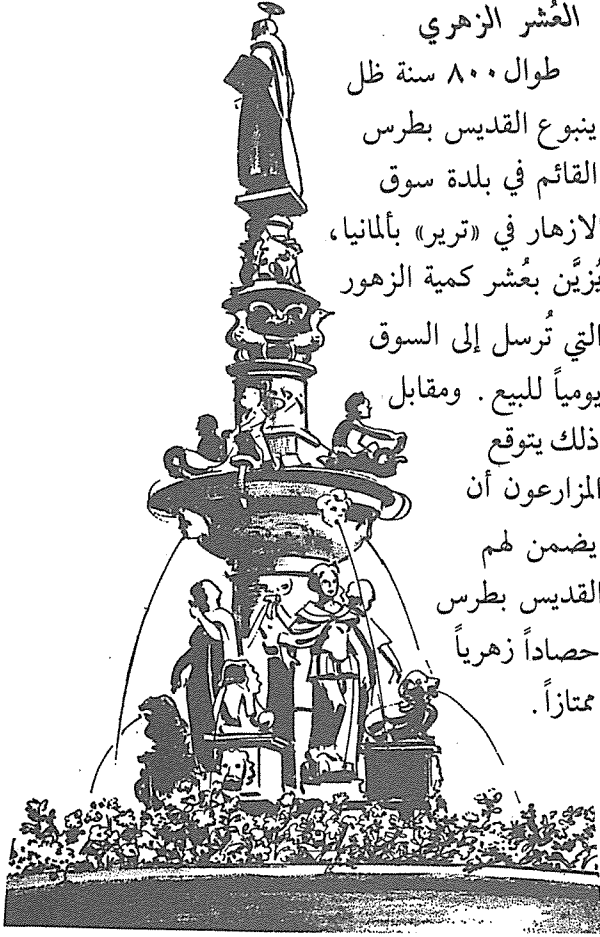 العُشر الزهري
طوال ٨٠٠ سنة ظل
ينبوع القديس بطرس
القائم في بلدة سوق
الازهار في «ترير» بألمانيا،
يُزيَّن بعُشر كمية الزهور
التي تُرسل إلى السوق
يومياً للبيع. ومقابل
ذلك يتوقع
المزارعون أن
يضمن لهم
القديس بطرس
حصاداً زهرياً
ممتازاً.